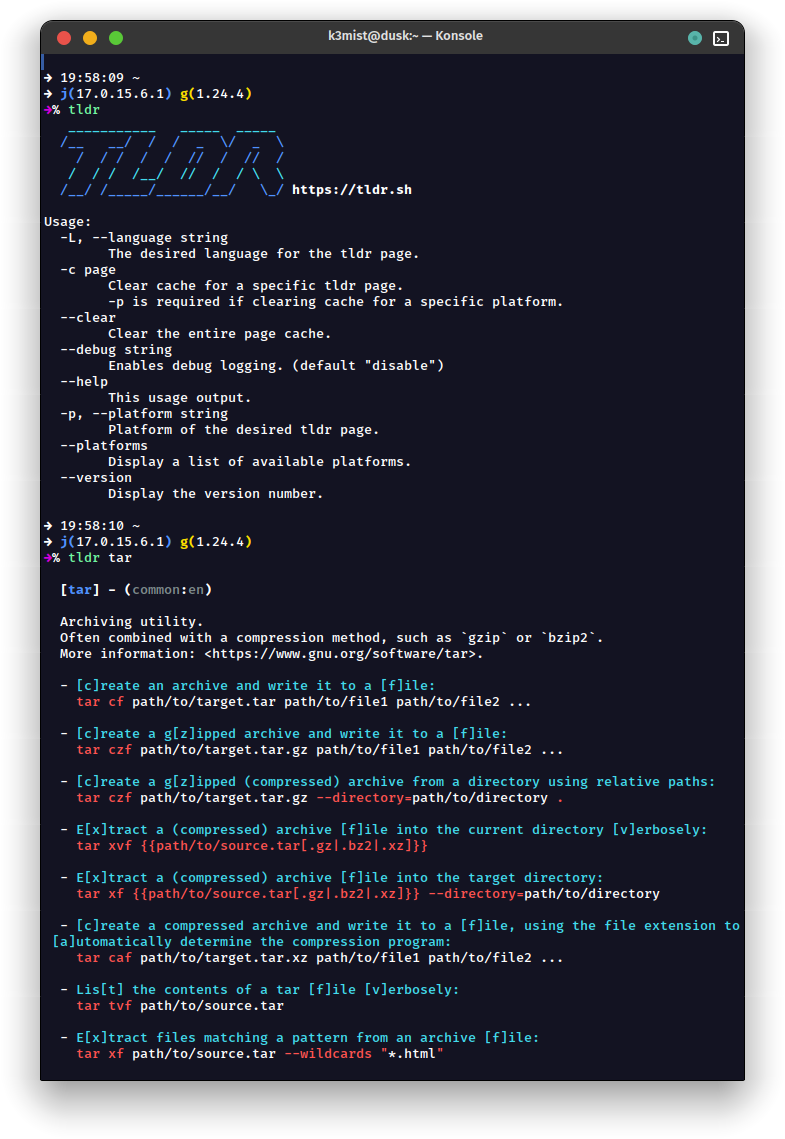 k3mist@dusk:~ — Konsole
➜ 19:58:09 ~
➜ j(17.0.15.6.1) g(1.24.4)
➜% tldr
   ___________   _____  _____
  /__   __/  /  /  _  \/  _  \
    /  / /  /  /  //  /  //  /
   /  / /  /__/  //  /  / \  \
  /__/ /_____/______/__/   \_/ https://tldr.sh
Usage:
  -L, --language string
        The desired language for the tldr page.
  -c page
        Clear cache for a specific tldr page.
        -p is required if clearing cache for a specific platform.
  --clear
        Clear the entire page cache.
  --debug string
        Enables debug logging. (default "disable")
  --help
        This usage output.
  -p, --platform string
        Platform of the desired tldr page.
  --platforms
        Display a list of available platforms.
  --version
        Display the version number.
➜ 19:58:10 ~
➜ j(17.0.15.6.1) g(1.24.4)
➜% tldr tar
  [tar] - (common:en)
  Archiving utility.
  Often combined with a compression method, such as `gzip` or `bzip2`.
  More information: <https://www.gnu.org/software/tar>.
  - [c]reate an archive and write it to a [f]ile:
    tar cf path/to/target.tar path/to/file1 path/to/file2 ...
  - [c]reate a g[z]ipped archive and write it to a [f]ile:
    tar czf path/to/target.tar.gz path/to/file1 path/to/file2 ...
  - [c]reate a g[z]ipped (compressed) archive from a directory using relative paths:
    tar czf path/to/target.tar.gz --directory=path/to/directory .
  - E[x]tract a (compressed) archive [f]ile into the current directory [v]erbosely:
    tar xvf {{path/to/source.tar[.gz|.bz2|.xz]}}
  - E[x]tract a (compressed) archive [f]ile into the target directory:
    tar xf {{path/to/source.tar[.gz|.bz2|.xz]}} --directory=path/to/directory
  - [c]reate a compressed archive and write it to a [f]ile, using the file extension to
 [a]utomatically determine the compression program:
    tar caf path/to/target.tar.xz path/to/file1 path/to/file2 ...
  - Lis[t] the contents of a tar [f]ile [v]erbosely:
    tar tvf path/to/source.tar
  - E[x]tract files matching a pattern from an archive [f]ile:
    tar xf path/to/source.tar --wildcards "*.html"